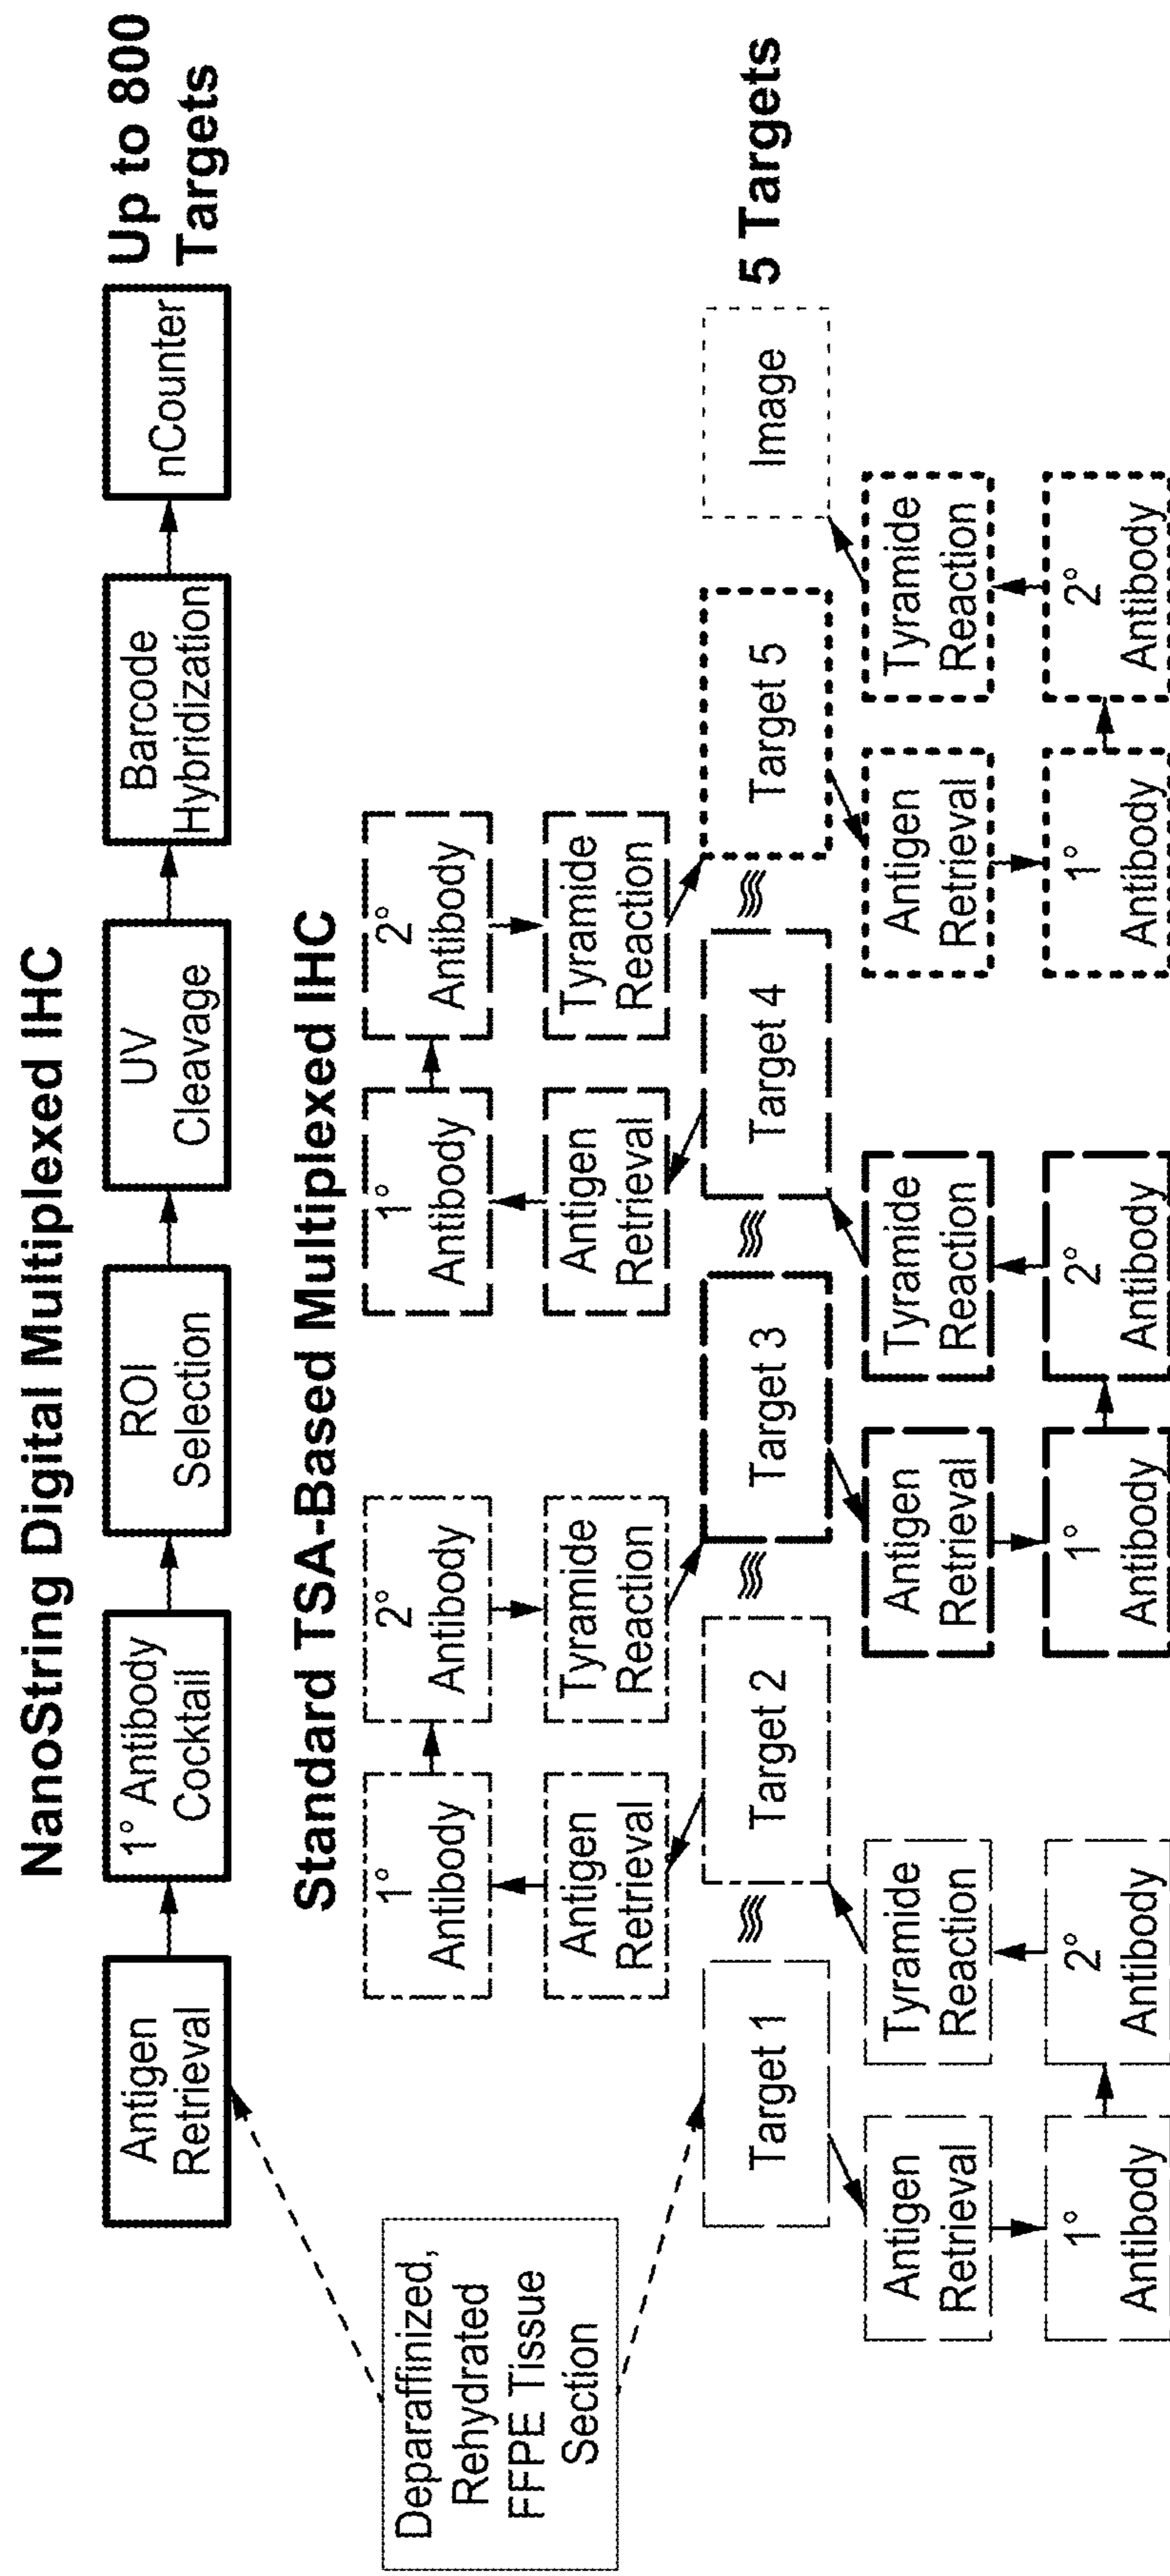 NanoString Digital Multiplexed IHC
Deparaffinized,
Rehydrated
FFPE Tissue
Section
Antigen
Retrieval
1° Antibody
Cocktail
ROI
Selection
UV
Cleavage
Barcode
Hybridization
nCounter
Up to 800
Targets
Standard TSA-Based Multiplexed IHC
Target 1
Antigen
Retrieval
1°
Antibody
2°
Antibody
Tyramide
Reaction
Target 2
Antigen
Retrieval
1°
Antibody
2°
Antibody
Tyramide
Reaction
Target 3
Antigen
Retrieval
1°
Antibody
2°
Antibody
Tyramide
Reaction
Target 4
Antigen
Retrieval
1°
Antibody
2°
Antibody
Tyramide
Reaction
Target 5
Antigen
Retrieval
1°
Antibody
2°
Antibody
Tyramide
Reaction
Image
5 Targets